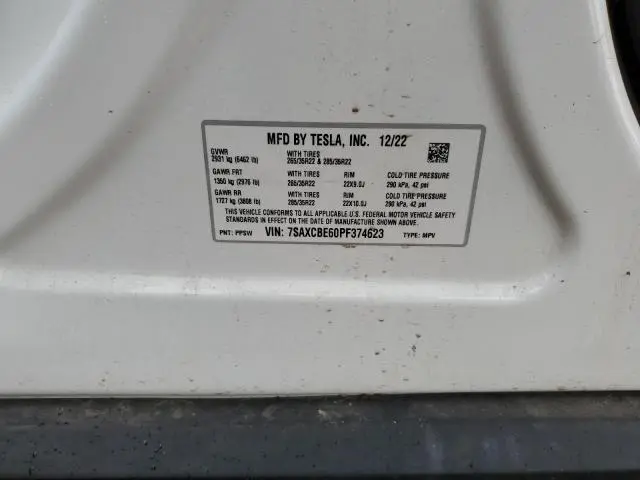 MFD BY TESLA, INC. 12/22
GVWR WITH TIRES
2931 kg (6462 lb) 265/35R22 & 285/35R22
GAWR FRT WITH TIRES RIM COLD TIRE PRESSURE
1350 kg (2976 lb) 265/35R22 22X9.0J 290 kPa, 42 psi
GAWR RR WITH TIRES RIM COLD TIRE PRESSURE
1727 kg (3808 lb) 285/35R22 22X10.0J 290 kPa, 42 psi
THIS VEHICLE CONFORMS TO ALL APPLICABLE U.S. FEDERAL MOTOR VEHICLE SAFETY
STANDARDS IN EFFECT ON THE DATE OF MANUFACTURE SHOWN ABOVE.
PNT: PPSW VIN: 7SAXCBE60PF374623 TYPE: MPV